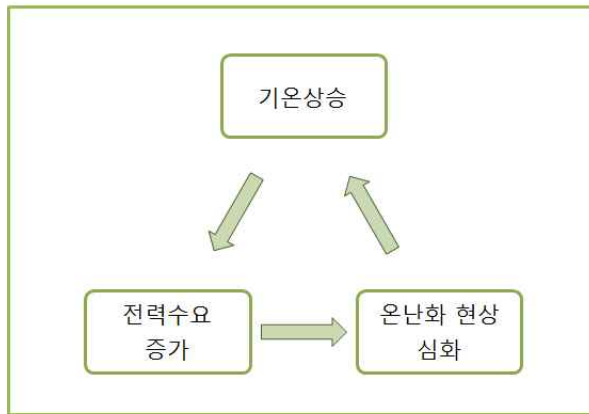 기온상승
전력수요
증가
온난화 현상
심화